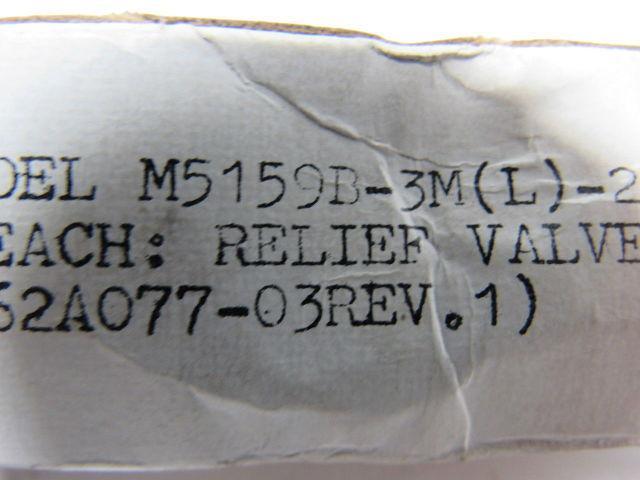 DEL M5159B-3M(L)-2
EACH: RELIEF VALVE
52A077-03REV.1)